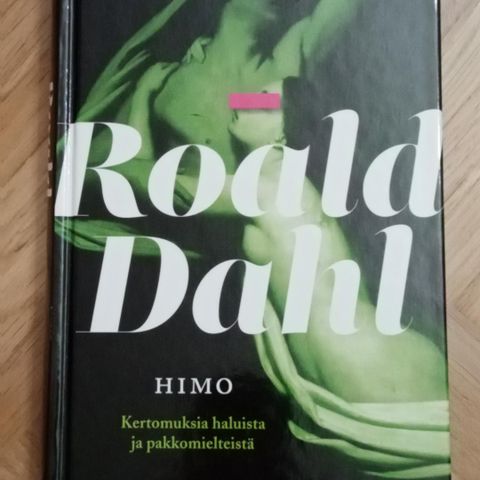 Roald
Dahl
HIMO
Kertomuksia haluista
ja pakkomielteistä